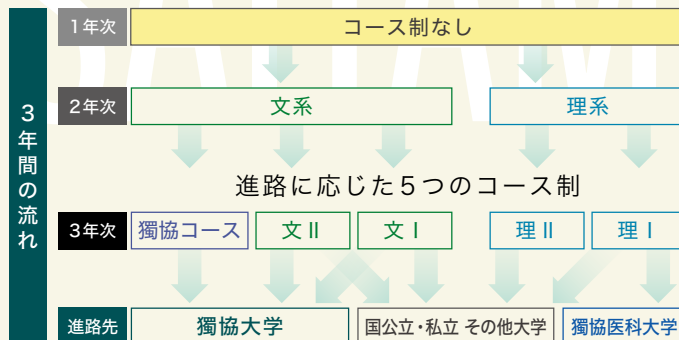 3年間の流れ
1年次 コース制なし
2年次 文系 理系
進路に応じた5つのコース制
3年次 獨協コース 文Ⅱ 文Ⅰ 理Ⅱ 理Ⅰ
進路先 獨協大学 国公立・私立 その他大学 獨協医科大学